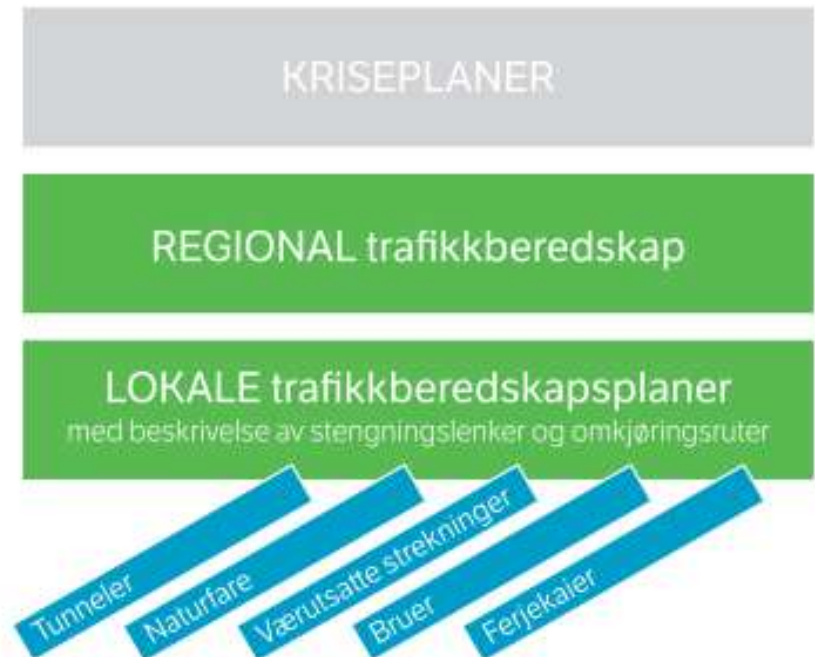 KRISEPLANER
REGIONAL trafikkberedskap
LOKALE trafikkberedskapsplaner
med beskrivelse av stengningslenker og omkjøringsruter
Tunneler
Naturfare
Værutsatte strekninger
Bruer
Ferjekaier